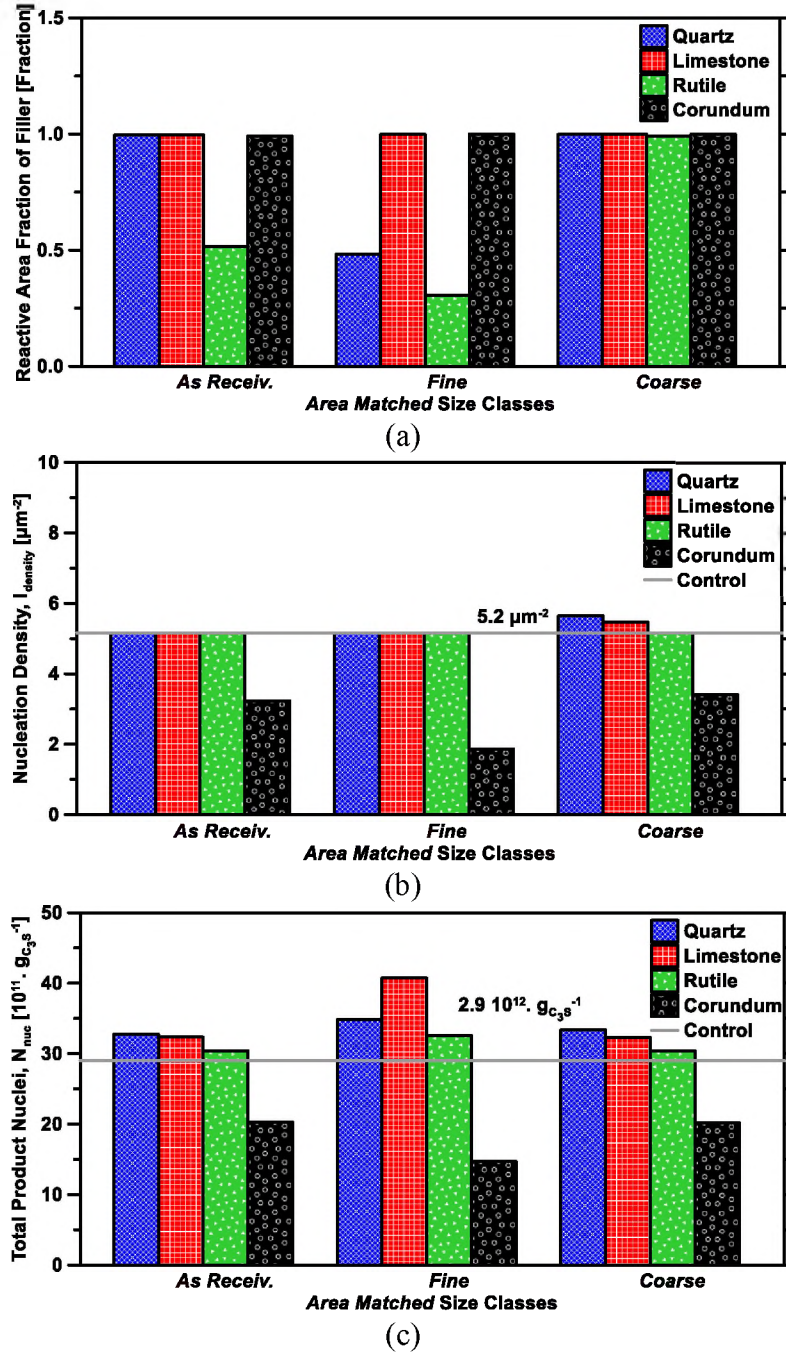 1.5
1.0
0.5
0.0
Reactive Area Fraction of Filler [Fraction]
Quartz
Limestone
Rutile
Corundum
As Receiv. Fine Coarse
Area Matched Size Classes
(a)
10
8
6
4
2
0
Nucleation Density, I_density [µm⁻²]
Quartz
Limestone
Rutile
Corundum
Control
5.2 µm⁻²
As Receiv. Fine Coarse
Area Matched Size Classes
(b)
50
40
30
20
10
0
Total Product Nuclei, N_nuc [10¹¹. g_C₃S⁻¹]
Quartz
Limestone
Rutile
Corundum
Control
2.9 10¹². g_C₃S⁻¹
As Receiv. Fine Coarse
Area Matched Size Classes
(c)